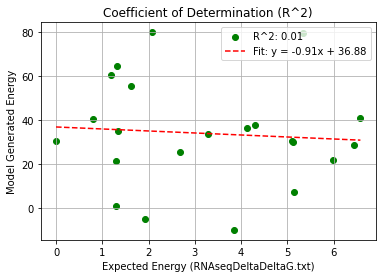 Coefficient of Determination (R^2)
R^2: 0.01
Fit: y = -0.91x + 36.88
80
60
40
20
0
Model Generated Energy
0 1 2 3 4 5 6
Expected Energy (RNAseqDeltaDeltaG.txt)